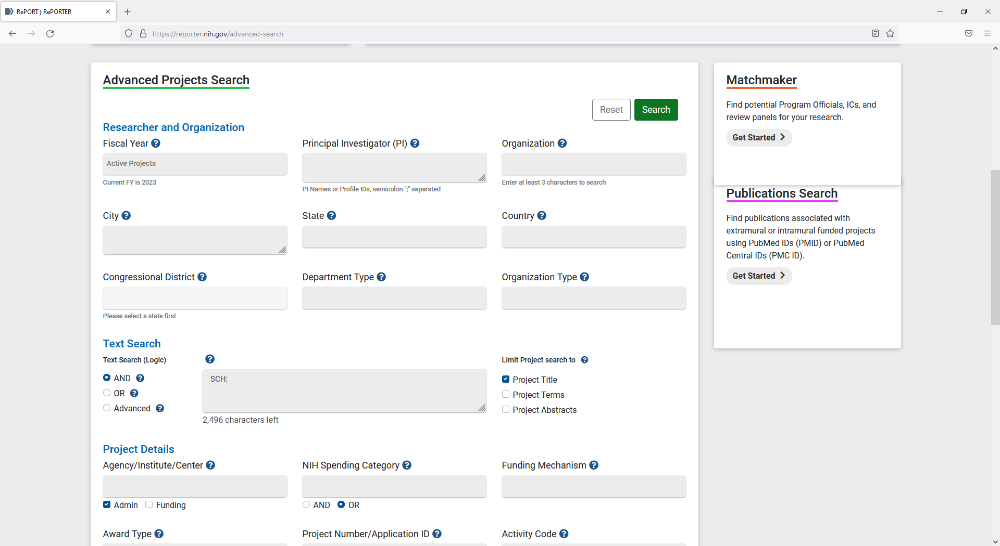 RePORT ⟩ RePORTER
https://reporter.nih.gov/advanced-search
Advanced Projects Search
Reset
Search
Researcher and Organization
Fiscal Year
Principal Investigator (PI)
Organization
Active Projects
Current FY is 2023
PI Names or Profile IDs, semicolon ";" separated
Enter at least 3 characters to search
City
State
Country
Congressional District
Department Type
Organization Type
Please select a state first
Text Search
Text Search (Logic)
Limit Project search to
AND
OR
Advanced
SCH:
2,496 characters left
Project Title
Project Terms
Project Abstracts
Project Details
Agency/Institute/Center
NIH Spending Category
Funding Mechanism
Admin
Funding
AND
OR
Award Type
Project Number/Application ID
Activity Code
Matchmaker
Find potential Program Officials, ICs, and
review panels for your research.
Get Started
Publications Search
Find publications associated with
extramural or intramural funded projects
using PubMed IDs (PMID) or PubMed
Central IDs (PMC ID).
Get Started